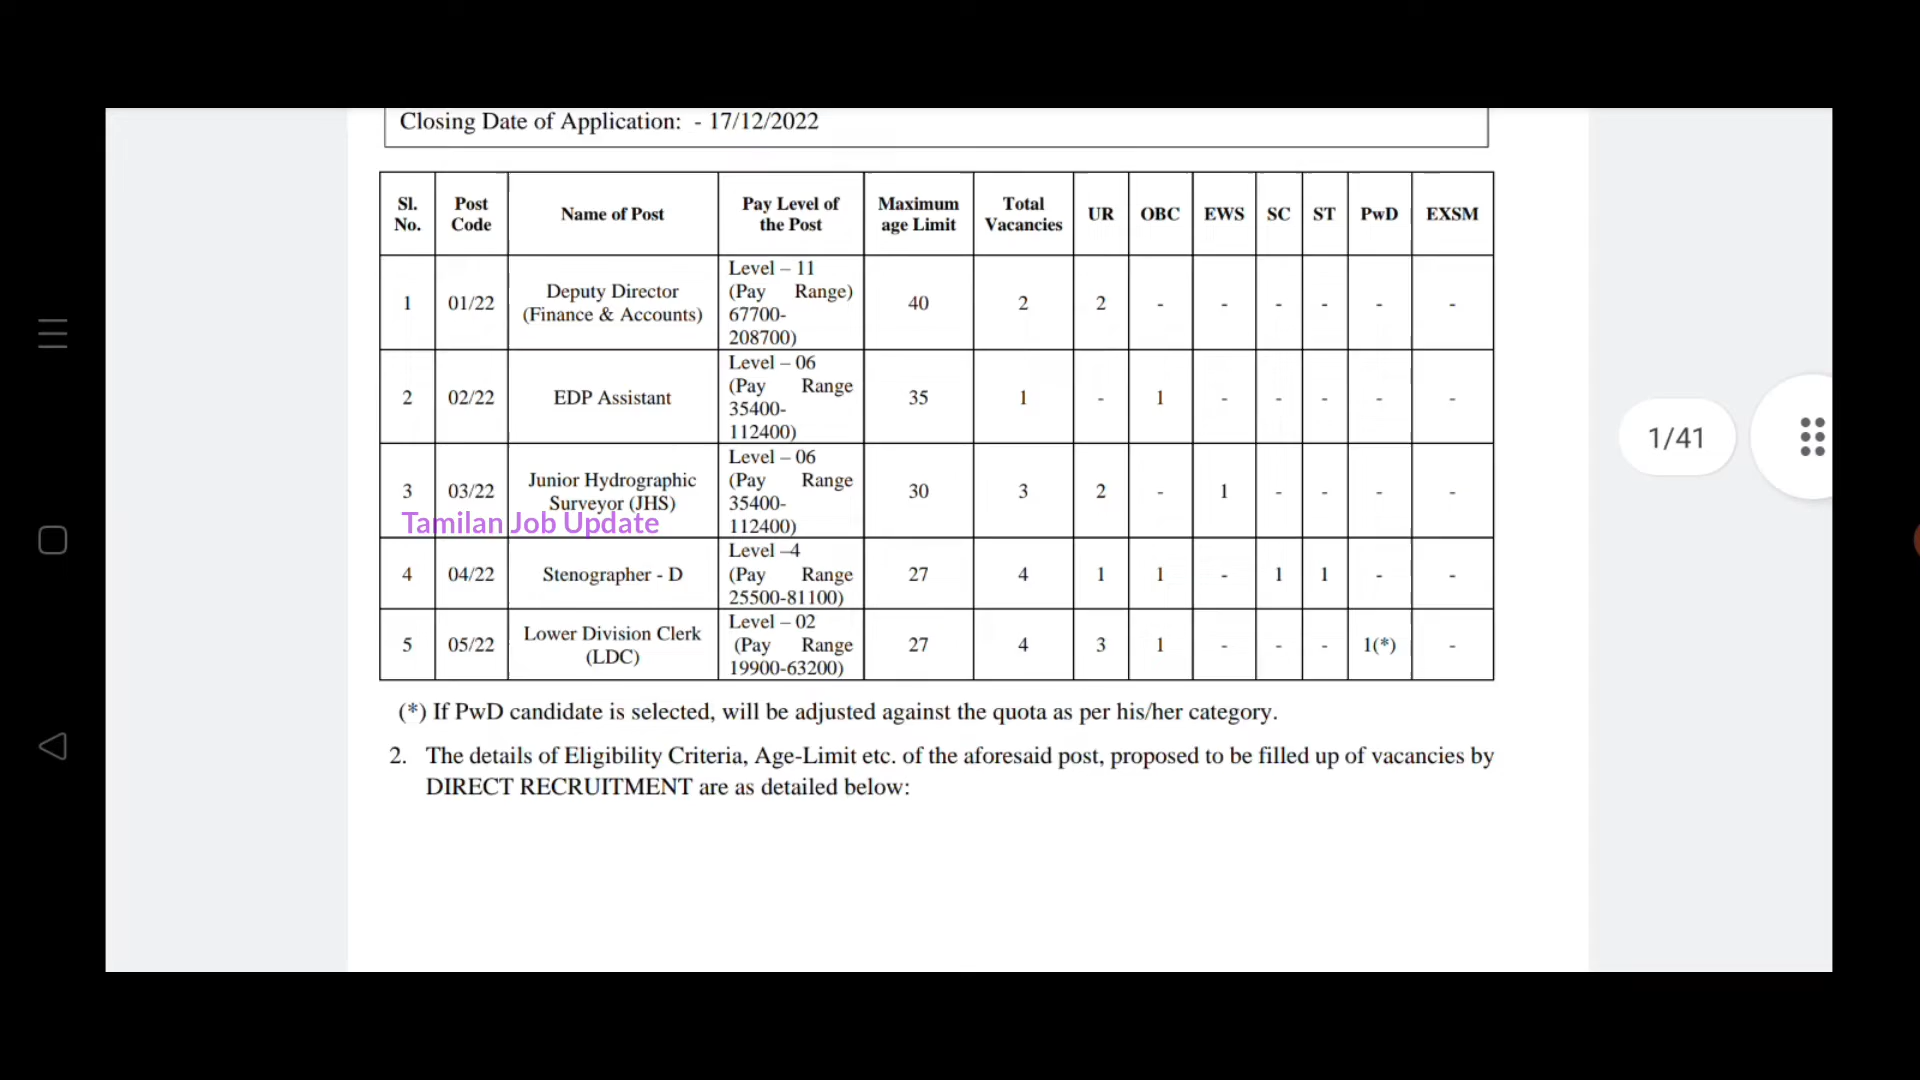 Closing Date of Application: - 17/12/2022
Sl. No. Post Code Name of Post Pay Level of the Post Maximum age Limit Total Vacancies UR OBC EWS SC ST PwD EXSM
1 01/22 Deputy Director (Finance & Accounts) Level – 11 (Pay Range) 67700-208700) 40 2 2 - - - - - -
2 02/22 EDP Assistant Level – 06 (Pay Range 35400-112400) 35 1 - 1 - - - - -
3 03/22 Junior Hydrographic Surveyor (JHS) Level – 06 (Pay Range 35400-112400) 30 3 2 - 1 - - - -
Tamilan Job Update
4 04/22 Stenographer - D Level –4 (Pay Range 25500-81100) 27 4 1 1 - 1 1 - -
5 05/22 Lower Division Clerk (LDC) Level – 02 (Pay Range 19900-63200) 27 4 3 1 - - - 1(*) -
(*) If PwD candidate is selected, will be adjusted against the quota as per his/her category.
2. The details of Eligibility Criteria, Age-Limit etc. of the aforesaid post, proposed to be filled up of vacancies by
DIRECT RECRUITMENT are as detailed below:
1/41